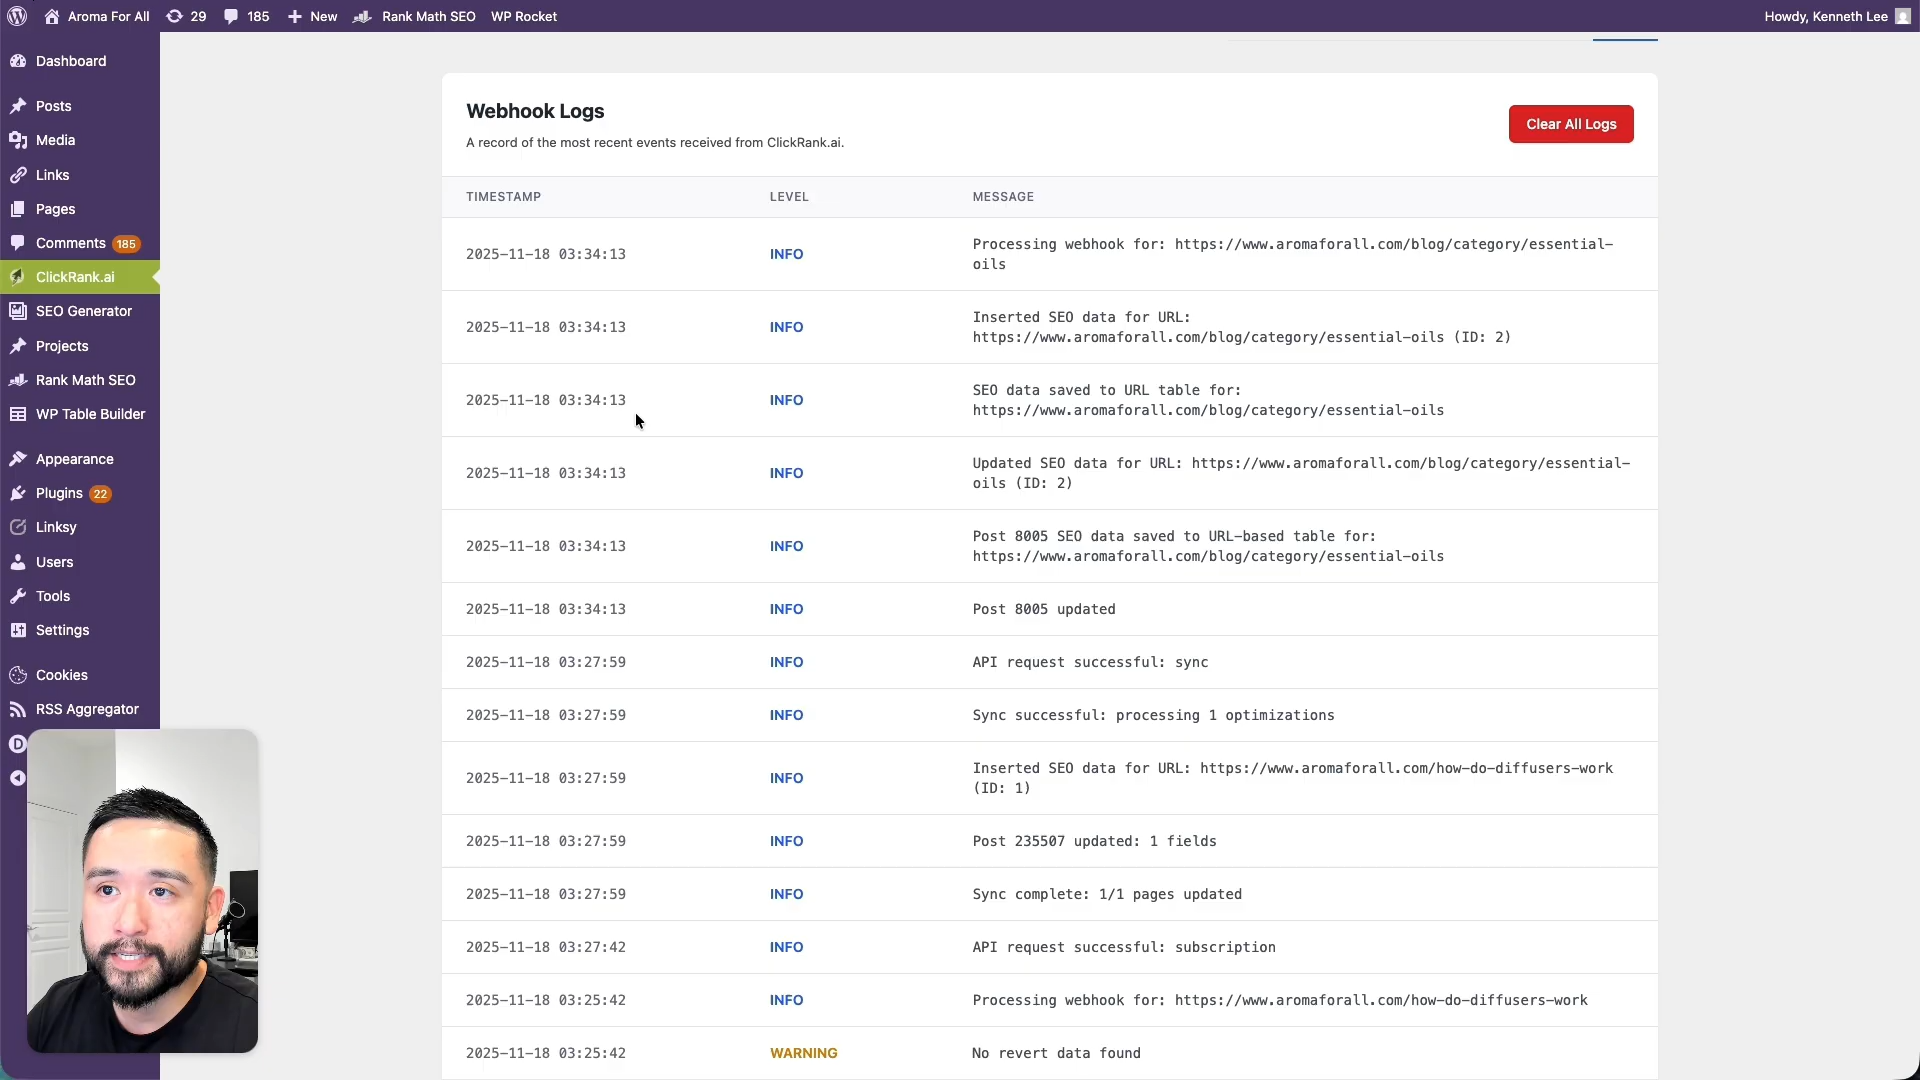 Aroma For All
29
185
New
Rank Math SEO
WP Rocket
Howdy, Kenneth Lee
Dashboard
Posts
Media
Links
Pages
Comments 185
ClickRank.ai
SEO Generator
Projects
Rank Math SEO
WP Table Builder
Appearance
Plugins 22
Linksy
Users
Tools
Settings
Cookies
RSS Aggregator
D
Webhook Logs
A record of the most recent events received from ClickRank.ai.
Clear All Logs
TIMESTAMP LEVEL MESSAGE
2025-11-18 03:34:13 INFO Processing webhook for: https://www.aromaforall.com/blog/category/essential-
oils
2025-11-18 03:34:13 INFO Inserted SEO data for URL:
https://www.aromaforall.com/blog/category/essential-oils (ID: 2)
2025-11-18 03:34:13 INFO SEO data saved to URL table for:
https://www.aromaforall.com/blog/category/essential-oils
2025-11-18 03:34:13 INFO Updated SEO data for URL: https://www.aromaforall.com/blog/category/essential-
oils (ID: 2)
2025-11-18 03:34:13 INFO Post 8005 SEO data saved to URL-based table for:
https://www.aromaforall.com/blog/category/essential-oils
2025-11-18 03:34:13 INFO Post 8005 updated
2025-11-18 03:27:59 INFO API request successful: sync
2025-11-18 03:27:59 INFO Sync successful: processing 1 optimizations
2025-11-18 03:27:59 INFO Inserted SEO data for URL: https://www.aromaforall.com/how-do-diffusers-work
(ID: 1)
2025-11-18 03:27:59 INFO Post 235507 updated: 1 fields
2025-11-18 03:27:59 INFO Sync complete: 1/1 pages updated
2025-11-18 03:27:42 INFO API request successful: subscription
2025-11-18 03:25:42 INFO Processing webhook for: https://www.aromaforall.com/how-do-diffusers-work
2025-11-18 03:25:42 WARNING No revert data found